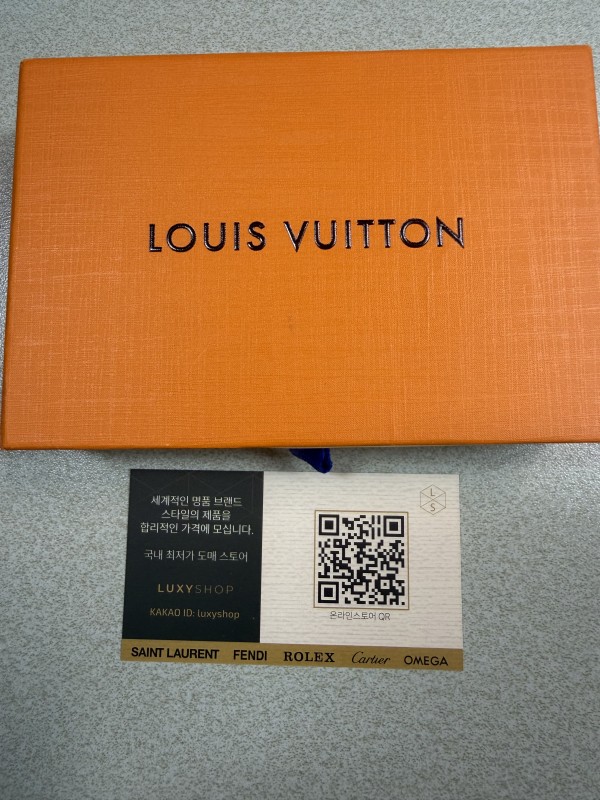 LOUIS VUITTON
세계적인 명품 브랜드
스타일의 제품을
합리적인 가격에 모십니다.
국내 최저가 도매 스토어
LUXYSHOP
KAKAO ID: luxyshop
L
S
온라인스토어 QR
SAINT LAURENT FENDI ROLEX Cartier OMEGA